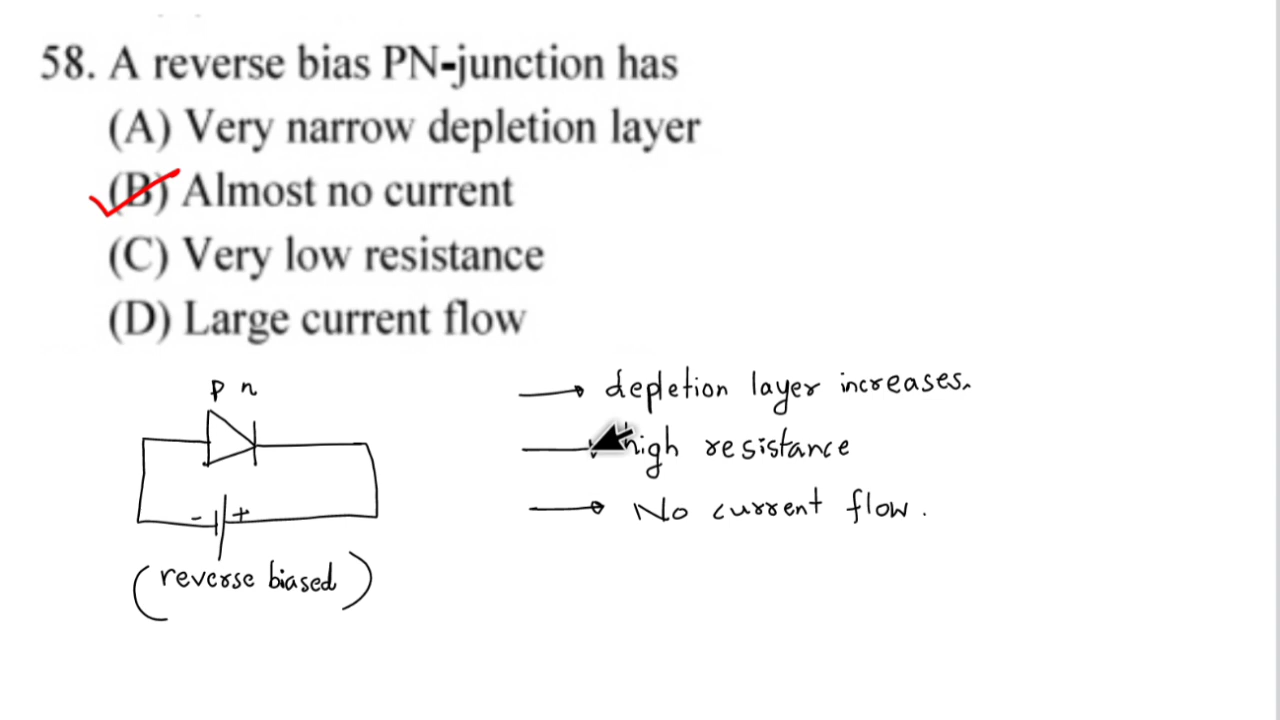 58. A reverse bias PN-junction has
(A) Very narrow depletion layer
(B) Almost no current
(C) Very low resistance
(D) Large current flow
P n
- +
(reverse biased)
depletion layer increases.
high resistance
No current flow.